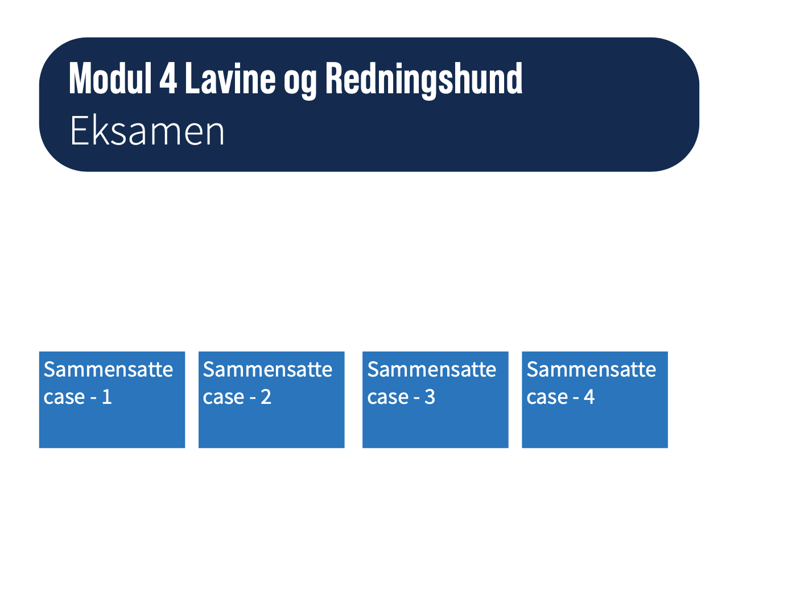 Modul 4 Lavine og Redningshund
Eksamen
Sammensatte
case - 1
Sammensatte
case - 2
Sammensatte
case - 3
Sammensatte
case - 4